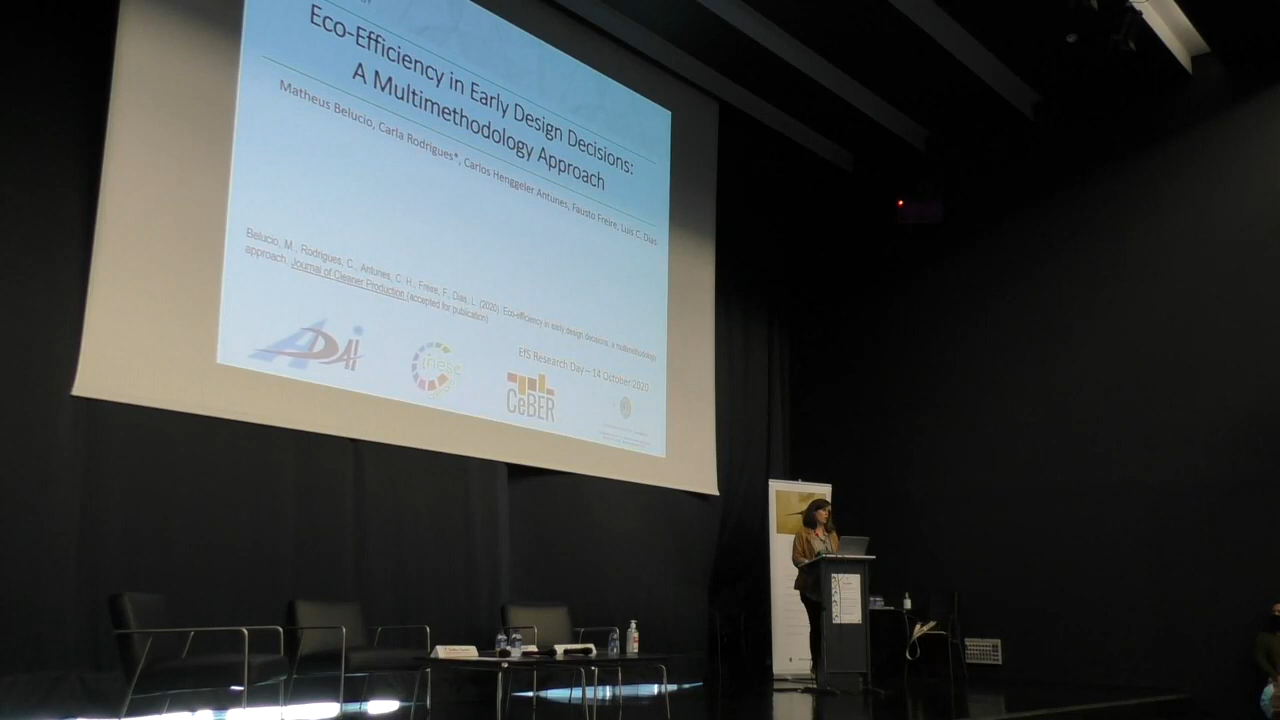 Eco-Efficiency in Early Design Decisions:
A Multimethodology Approach
Matheus Belucio, Carla Rodrigues*, Carlos Henggeler Antunes, Fausto Freire, Luis C. Dias
Belucio, M., Rodrigues, C., Antunes, C. H., Freire, F., Dias, L. (2020). Eco-efficiency in early design decisions, a multimethodology
approach. Journal of Cleaner Production (accepted for publication)
EfS Research Day – 14 October 2020
ADAI
inesc
CeBER